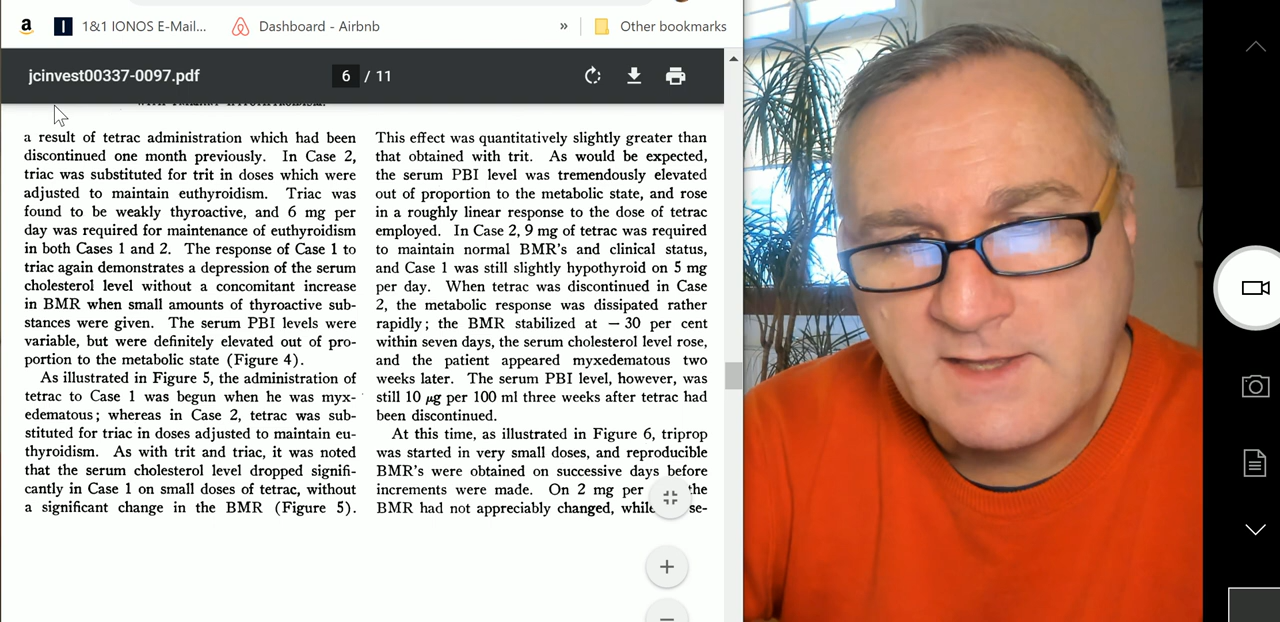 a
1&1 IONOS E-Mail...
Dashboard - Airbnb
»
Other bookmarks
jcinvest00337-0097.pdf
6 / 11
a result of tetrac administration which had been
discontinued one month previously. In Case 2,
triac was substituted for trit in doses which were
adjusted to maintain euthyroidism. Triac was
found to be weakly thyroactive, and 6 mg per
day was required for maintenance of euthyroidism
in both Cases 1 and 2. The response of Case 1 to
triac again demonstrates a depression of the serum
cholesterol level without a concomitant increase
in BMR when small amounts of thyroactive sub-
stances were given. The serum PBI levels were
variable, but were definitely elevated out of pro-
portion to the metabolic state (Figure 4).
As illustrated in Figure 5, the administration of
tetrac to Case 1 was begun when he was myx-
edematous; whereas in Case 2, tetrac was sub-
stituted for triac in doses adjusted to maintain eu-
thyroidism. As with trit and triac, it was noted
that the serum cholesterol level dropped signifi-
cantly in Case 1 on small doses of tetrac, without
a significant change in the BMR (Figure 5).
This effect was quantitatively slightly greater than
that obtained with trit. As would be expected,
the serum PBI level was tremendously elevated
out of proportion to the metabolic state, and rose
in a roughly linear response to the dose of tetrac
employed. In Case 2, 9 mg of tetrac was required
to maintain normal BMR's and clinical status,
and Case 1 was still slightly hypothyroid on 5 mg
per day. When tetrac was discontinued in Case
2, the metabolic response was dissipated rather
rapidly; the BMR stabilized at − 30 per cent
within seven days, the serum cholesterol level rose,
and the patient appeared myxedematous two
weeks later. The serum PBI level, however, was
still 10 μg per 100 ml three weeks after tetrac had
been discontinued.
At this time, as illustrated in Figure 6, triprop
was started in very small doses, and reproducible
BMR's were obtained on successive days before
increments were made. On 2 mg per the
BMR had not appreciably changed, while se-